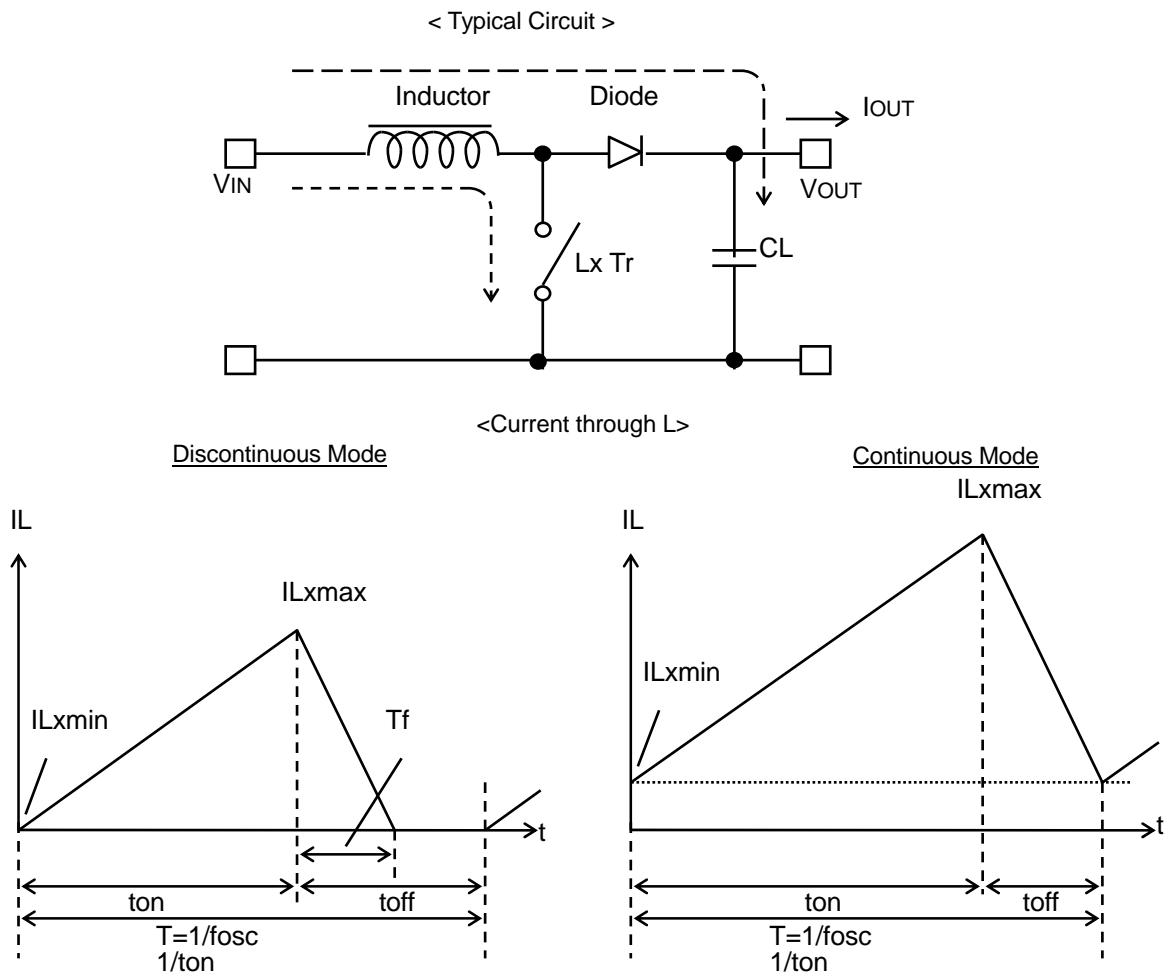 < Typical Circuit >
Inductor
Diode
IOUT
VIN
VOUT
Lx Tr
CL
<Current through L>
Discontinuous Mode
IL
ILxmax
ILxmin
Tf
t
ton
toff
T=1/fosc
1/ton
Continuous Mode
ILxmax
IL
ILxmin
t
ton
toff
T=1/fosc
1/ton